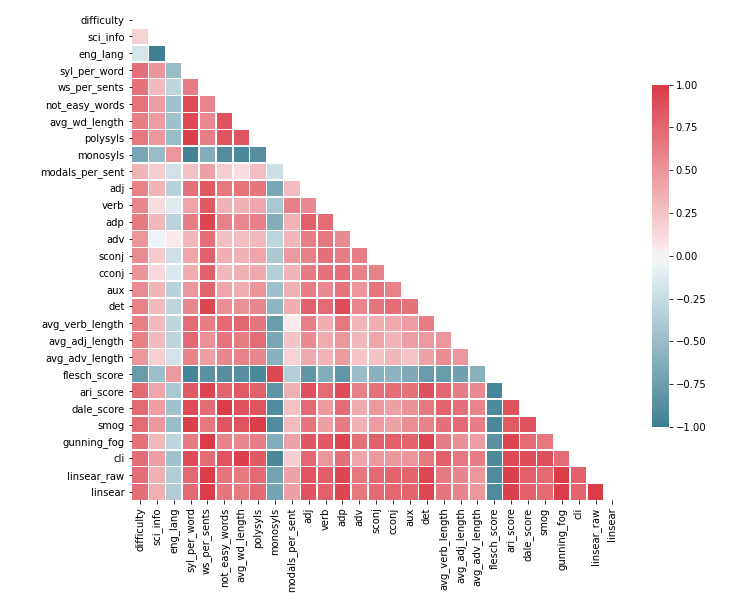 difficulty
sci_info
eng_lang
syl_per_word
ws_per_sents
not_easy_words
avg_wd_length
polysyls
monosyls
modals_per_sent
adj
verb
adp
adv
sconj
cconj
aux
det
avg_verb_length
avg_adj_length
avg_adv_length
flesch_score
ari_score
dale_score
smog
gunning_fog
cli
linsear_raw
linsear
difficulty
sci_info
eng_lang
syl_per_word
ws_per_sents
not_easy_words
avg_wd_length
polysyls
monosyls
modals_per_sent
adj
verb
adp
adv
sconj
cconj
aux
det
avg_verb_length
avg_adj_length
avg_adv_length
flesch_score
ari_score
dale_score
smog
gunning_fog
cli
linsear_raw
linsear
1.00
0.75
0.50
0.25
0.00
−0.25
−0.50
−0.75
−1.00